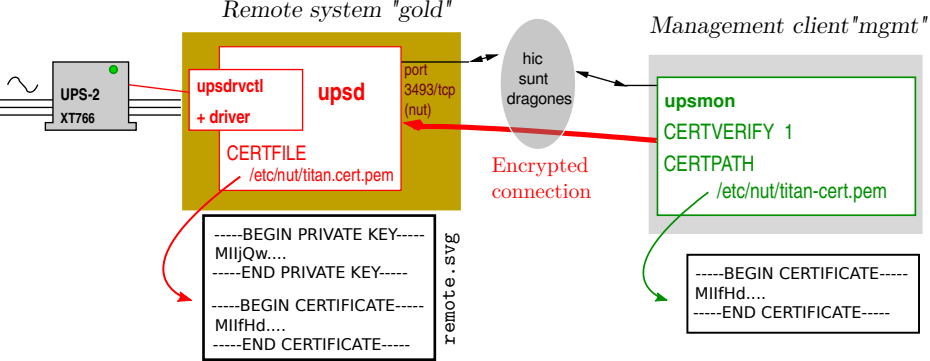 Remote system "gold"
Management client"mgmt"
UPS-2
XT766
upsdrvctl
+ driver
upsd
port
3493/tcp
(nut)
CERTFILE
/etc/nut/titan.cert.pem
hic
sunt
dragones
Encrypted
connection
upsmon
CERTVERIFY 1
CERTPATH
/etc/nut/titan-cert.pem
-----BEGIN PRIVATE KEY-----
MIIjQw....
-----END PRIVATE KEY-----
-----BEGIN CERTIFICATE-----
MIIfHd....
-----END CERTIFICATE-----
remote.svg
-----BEGIN CERTIFICATE-----
MIIfHd....
-----END CERTIFICATE-----